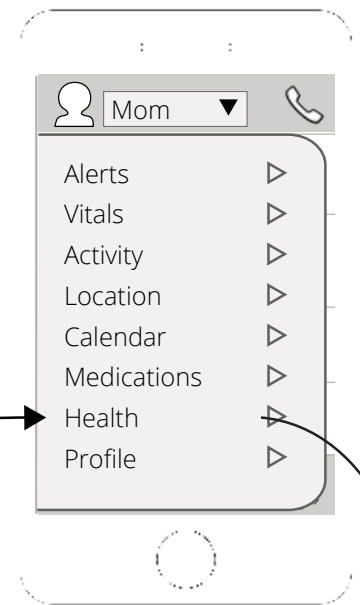 Mom
Alerts
Vitals
Activity
Location
Calendar
Medications
Health
Profile